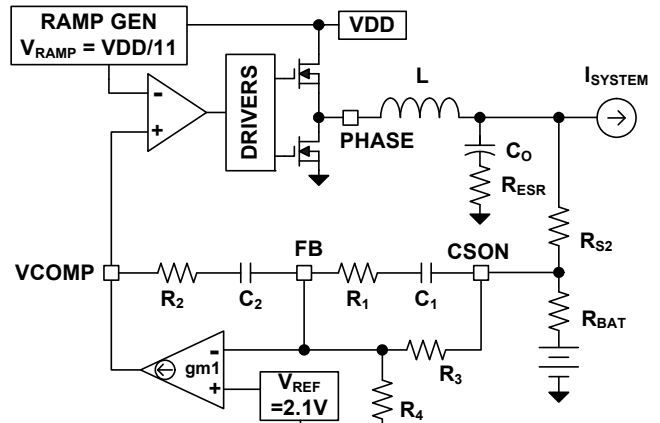 RAMP GEN
VRAMP = VDD/11
VDD
-
+
DRIVERS
PHASE
L
ISYSTEM
CO
RESR
RS2
VCOMP
R2
C2
FB
R1
C1
CSON
RBAT
gm1
-
+
R3
VREF
=2.1V
R4